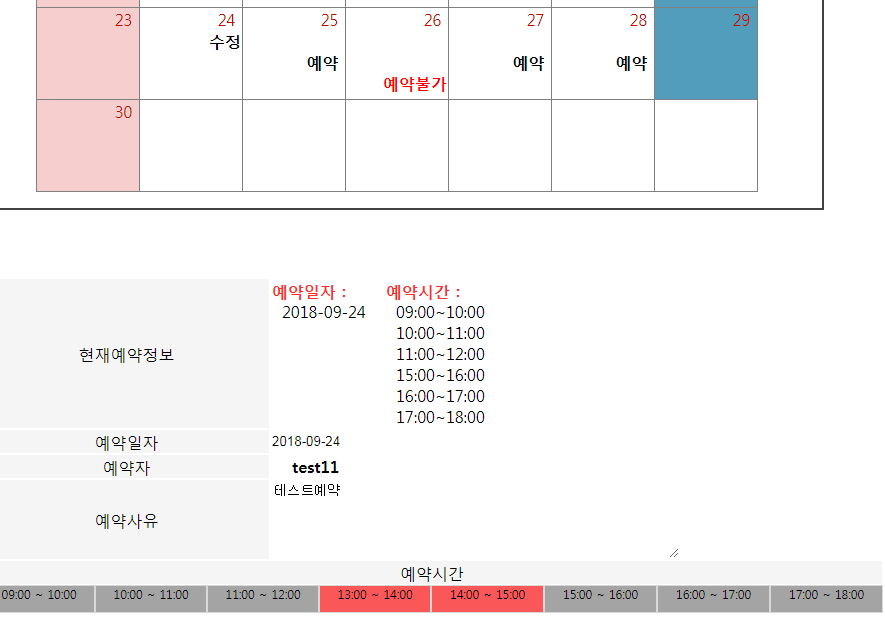 23 24 25 26 27 28 29
수정
예약 예약 예약
예약불가
30
예약일자 : 예약시간 :
2018-09-24 09:00~10:00
10:00~11:00
현재예약정보 11:00~12:00
15:00~16:00
16:00~17:00
17:00~18:00
예약일자 2018-09-24
예약자 test11
테스트예약
예약사유
예약시간
09:00 ~ 10:00 10:00 ~ 11:00 11:00 ~ 12:00 13:00 ~ 14:00 14:00 ~ 15:00 15:00 ~ 16:00 16:00 ~ 17:00 17:00 ~ 18:00